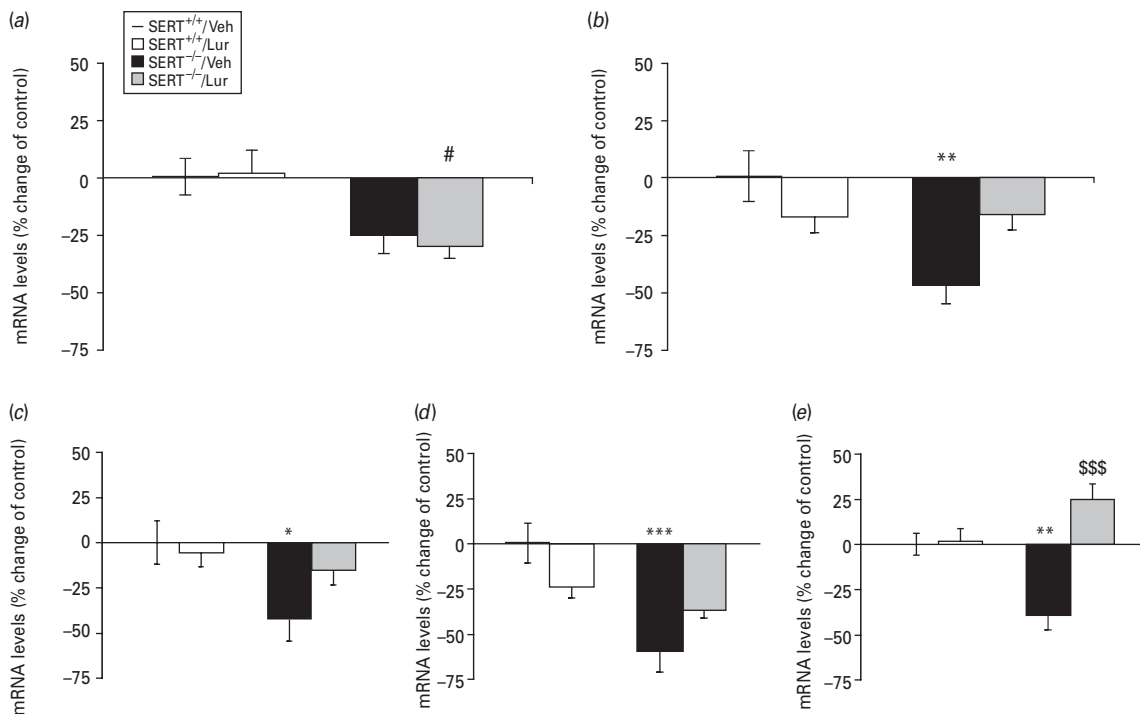 (a)
SERT+/+/Veh
SERT+/+/Lur
SERT−/−/Veh
SERT−/−/Lur
mRNA levels (% change of control)
50
25
0
−25
−50
−75
#
(b)
mRNA levels (% change of control)
50
25
0
−25
−50
−75
**
(c)
mRNA levels (% change of control)
50
25
0
−25
−50
−75
*
(d)
mRNA levels (% change of control)
50
25
0
−25
−50
−75
***
(e)
mRNA levels (% change of control)
50
25
0
−25
−50
−75
**
$$$